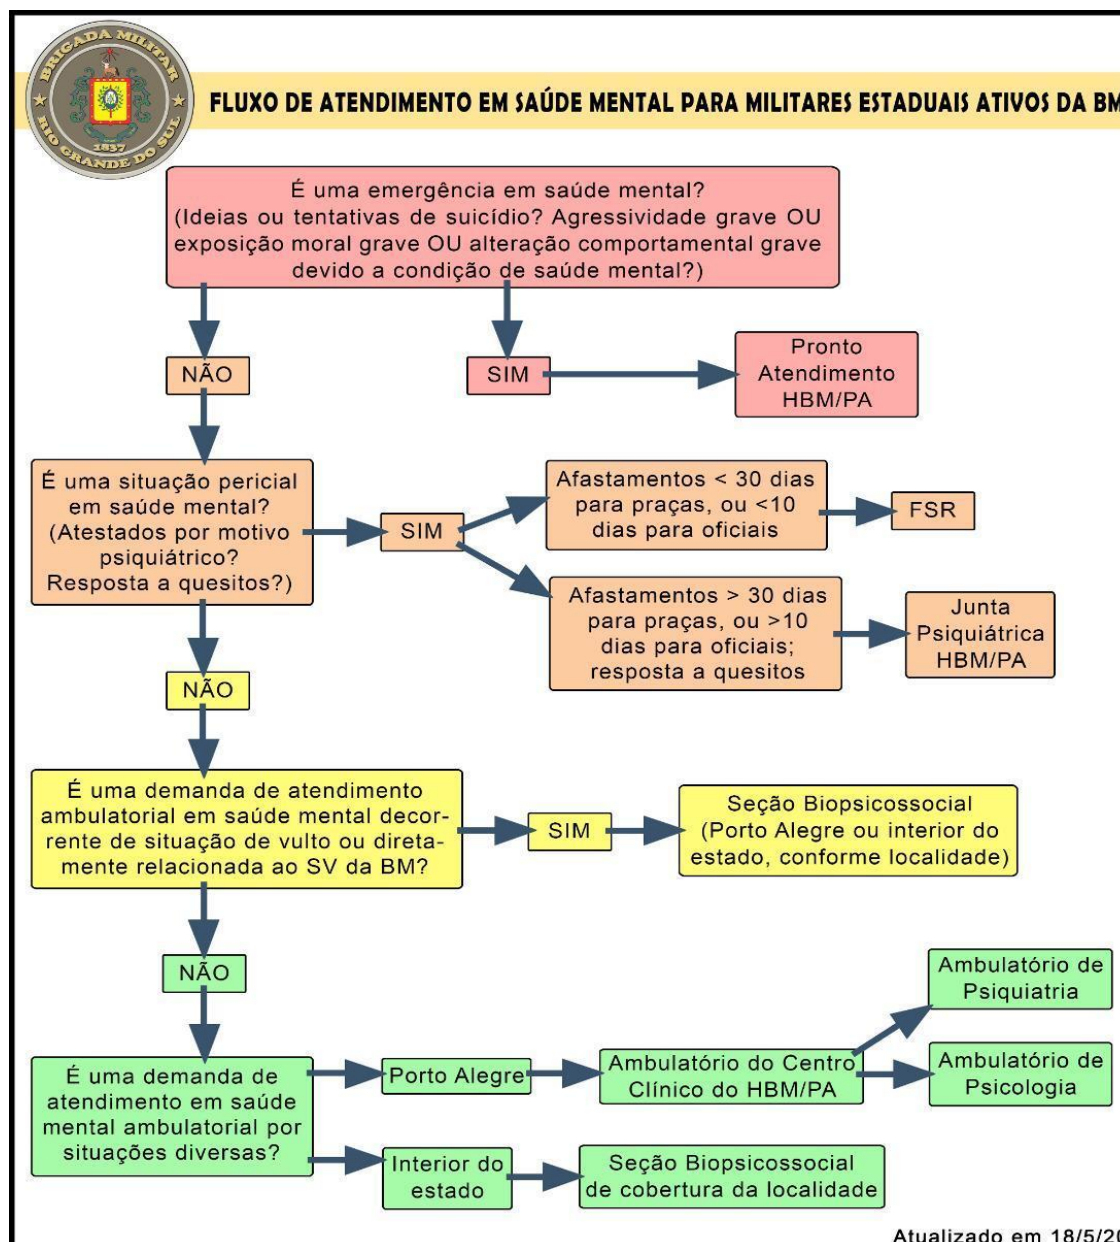 BRIGADA MILITAR
RIO GRANDE DO SUL
1837
FLUXO DE ATENDIMENTO EM SAÚDE MENTAL PARA MILITARES ESTADUAIS ATIVOS DA BM
É uma emergência em saúde mental?
(Ideias ou tentativas de suicídio? Agressividade grave OU
exposição moral grave OU alteração comportamental grave
devido a condição de saúde mental?)
NÃO
SIM
Pronto
Atendimento
HBM/PA
É uma situação pericial
em saúde mental?
(Atestados por motivo
psiquiátrico?
Resposta a quesitos?)
SIM
Afastamentos < 30 dias
para praças, ou <10
dias para oficiais
FSR
Afastamentos > 30 dias
para praças, ou >10
dias para oficiais;
resposta a quesitos
Junta
Psiquiátrica
HBM/PA
NÃO
É uma demanda de atendimento
ambulatorial em saúde mental decor-
rente de situação de vulto ou direta-
mente relacionada ao SV da BM?
SIM
Seção Biopsicossocial
(Porto Alegre ou interior do
estado, conforme localidade)
NÃO
É uma demanda de
atendimento em saúde
mental ambulatorial por
situações diversas?
Porto Alegre
Ambulatório do Centro
Clínico do HBM/PA
Ambulatório de
Psiquiatria
Ambulatório de
Psicologia
Interior do
estado
Seção Biopsicossocial
de cobertura da localidade
Atualizado em 18/5/20